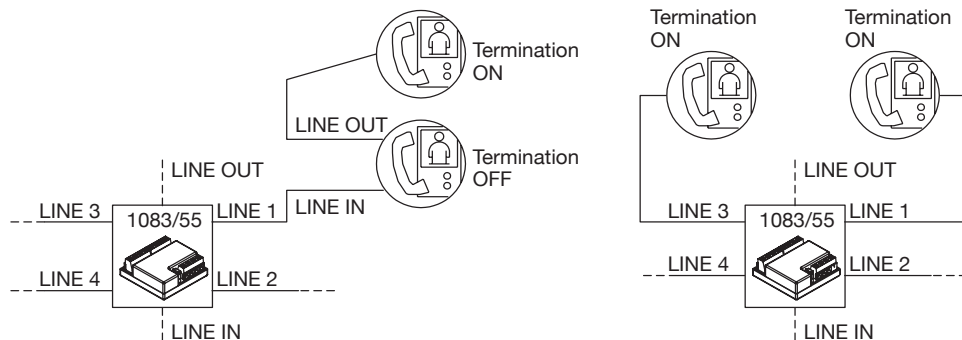 Termination
ON
LINE OUT
Termination
OFF
LINE OUT
LINE 3
1083/55
LINE 1
LINE IN
LINE 4
LINE 2
LINE IN
Termination
ON
Termination
ON
LINE OUT
LINE 3
1083/55
LINE 1
LINE 4
LINE 2
LINE IN